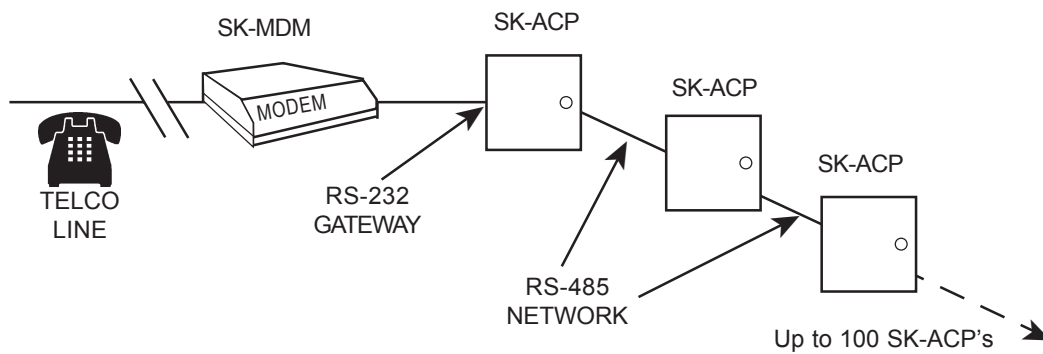 SK-MDM
SK-ACP
SK-ACP
SK-ACP
MODEM
TELCO
LINE
RS-232
GATEWAY
RS-485
NETWORK
Up to 100 SK-ACP's